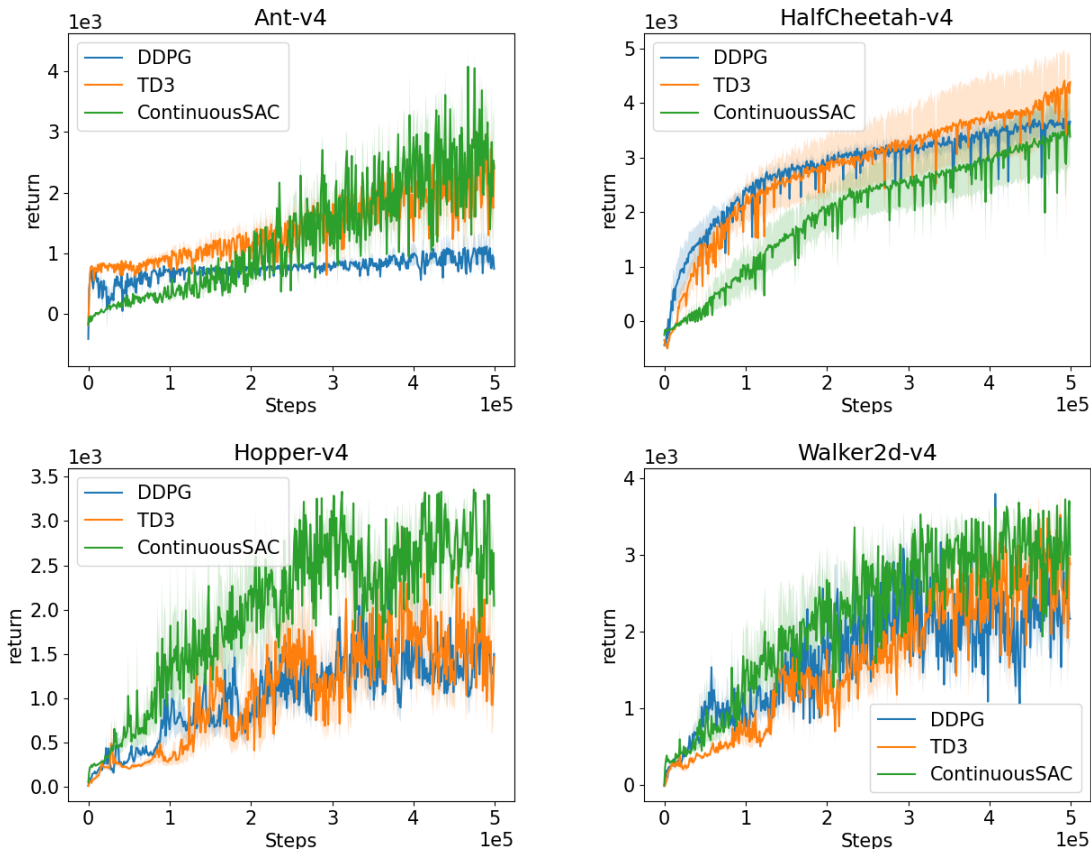 Ant-v4
1e3
DDPG
TD3
ContinuousSAC
4
3
2
1
0
return
0 1 2 3 4 5
Steps
1e5
HalfCheetah-v4
1e3
DDPG
TD3
ContinuousSAC
5
4
3
2
1
0
return
0 1 2 3 4 5
Steps
1e5
Hopper-v4
1e3
DDPG
TD3
ContinuousSAC
3.5
3.0
2.5
2.0
1.5
1.0
0.5
0.0
return
0 1 2 3 4 5
Steps
1e5
Walker2d-v4
1e3
4
3
2
1
0
return
DDPG
TD3
ContinuousSAC
0 1 2 3 4 5
Steps
1e5